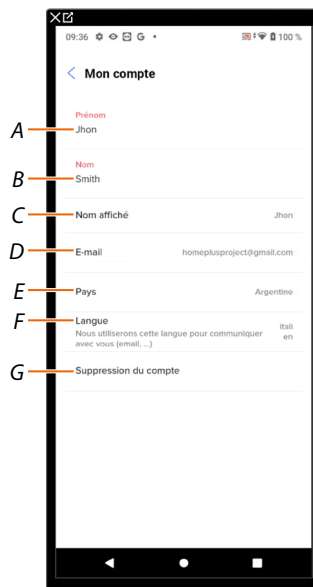 09:36 G • 100 %
Mon compte
Prénom
A Jhon
Nom
B Smith
C Nom affiché Jhon
D E-mail homeplusproject@gmail.com
E Pays Argentine
F Langue
Nous utiliserons cette langue pour communiquer
avec vous (email, ...)
itali
en
G Suppression du compte